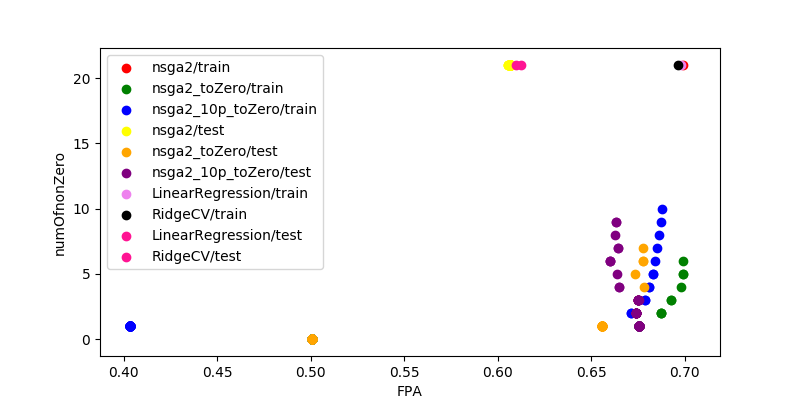 nsga2/train
nsga2_toZero/train
nsga2_10p_toZero/train
nsga2/test
nsga2_toZero/test
nsga2_10p_toZero/test
LinearRegression/train
RidgeCV/train
LinearRegression/test
RidgeCV/test
numOfnonZero
20
15
10
5
0
0.40 0.45 0.50 0.55 0.60 0.65 0.70
FPA